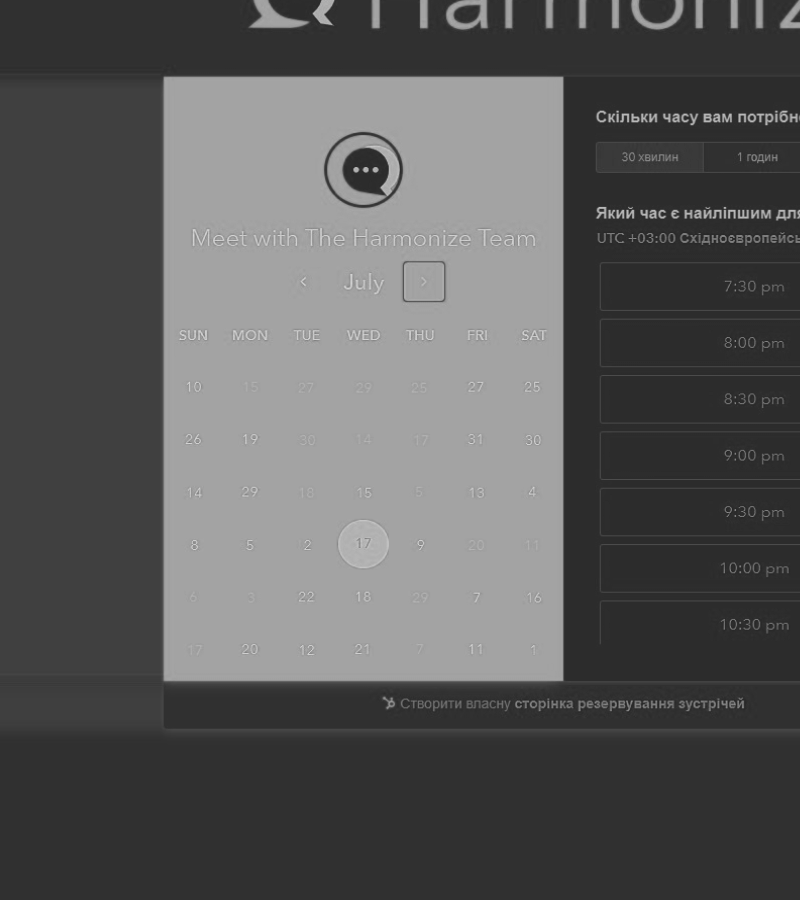 Harmoniz
Meet with The Harmonize Team
July
SUN MON TUE WED THU FRI SAT
10 15 27 29 25 27 25
26 19 30 14 17 31 30
14 29 18 15 5 13 4
8 5 2 17 9 20 11
6 3 22 18 29 7 16
17 20 12 21 7 11 1
Скільки часу вам потрібно
30 хвилин 1 годин
Який час є найліпшим для
UTC +03:00 Східноєвропейсь
7:30 pm
8:00 pm
8:30 pm
9:00 pm
9:30 pm
10:00 pm
10:30 pm
Створити власну сторінка резервування зустрічей